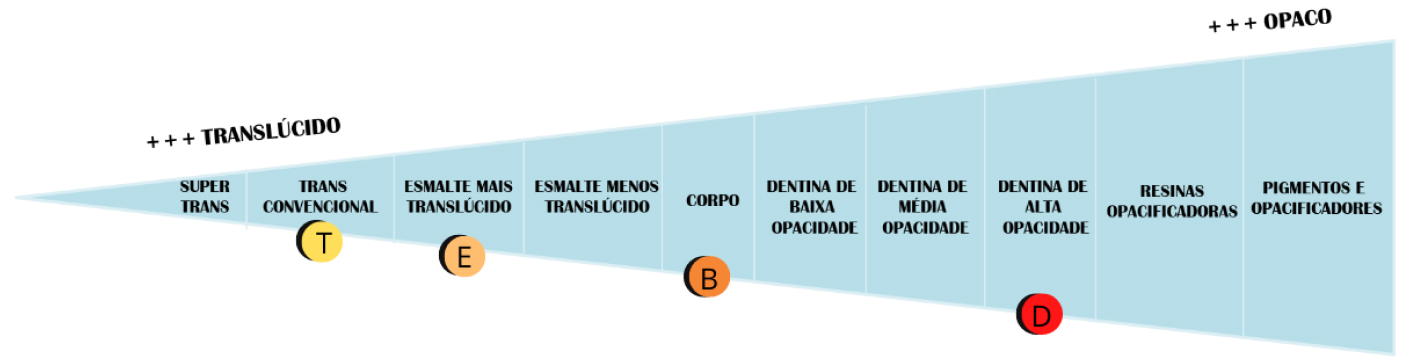 + + + OPACO
+ + + TRANSLÚCIDO
SUPER
TRANS
TRANS
CONVENCIONAL
ESMALTE MAIS
TRANSLÚCIDO
ESMALTE MENOS
TRANSLÚCIDO
CORPO
DENTINA DE
BAIXA
OPACIDADE
DENTINA DE
MÉDIA
OPACIDADE
DENTINA DE
ALTA
OPACIDADE
RESINAS
OPACIFICADORAS
PIGMENTOS E
OPACIFICADORES
T
E
B
D